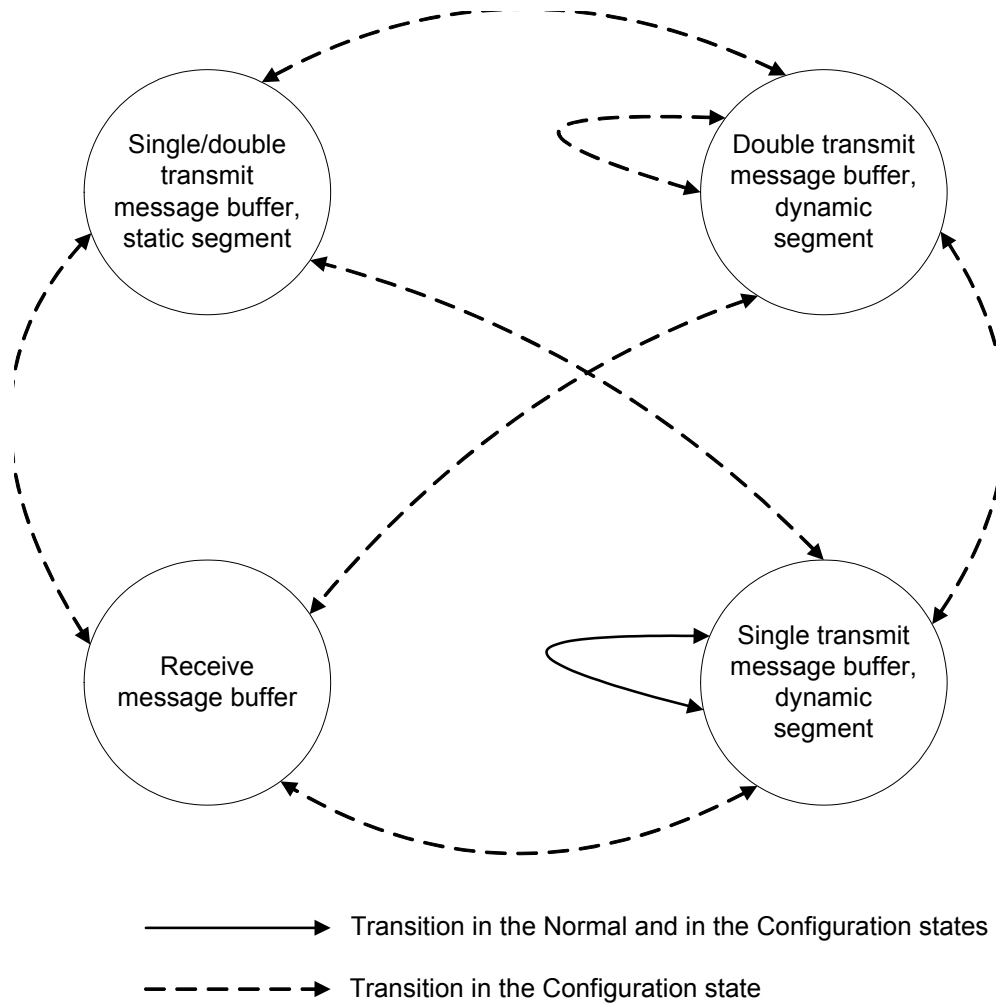 Single/double
transmit
message buffer,
static segment
Double transmit
message buffer,
dynamic
segment
Receive
message buffer
Single transmit
message buffer,
dynamic
segment
Transition in the Normal and in the Configuration states
Transition in the Configuration state